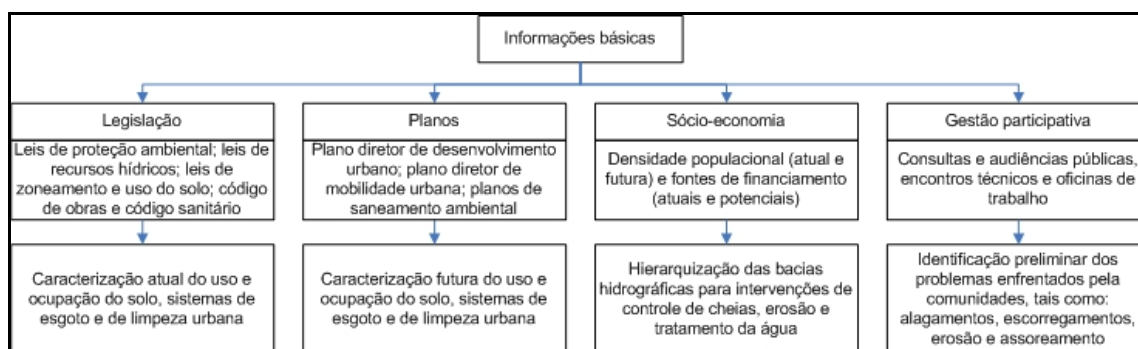 Informações básicas
Legislação
Leis de proteção ambiental; leis de
recursos hídricos; leis de
zoneamento e uso do solo; código
de obras e código sanitário
Caracterização atual do uso e
ocupação do solo, sistemas de
esgoto e de limpeza urbana
Planos
Plano diretor de desenvolvimento
urbano; plano diretor de
mobilidade urbana; planos de
saneamento ambiental
Caracterização futura do uso e
ocupação do solo, sistemas de
esgoto e de limpeza urbana
Sócio-economia
Densidade populacional (atual e
futura) e fontes de financiamento
(atuais e potenciais)
Hierarquização das bacias
hidrográficas para intervenções de
controle de cheias, erosão e
tratamento da água
Gestão participativa
Consultas e audiências públicas,
encontros técnicos e oficinas de
trabalho
Identificação preliminar dos
problemas enfrentados pela
comunidades, tais como:
alagamentos, escorregamentos,
erosão e assoreamento